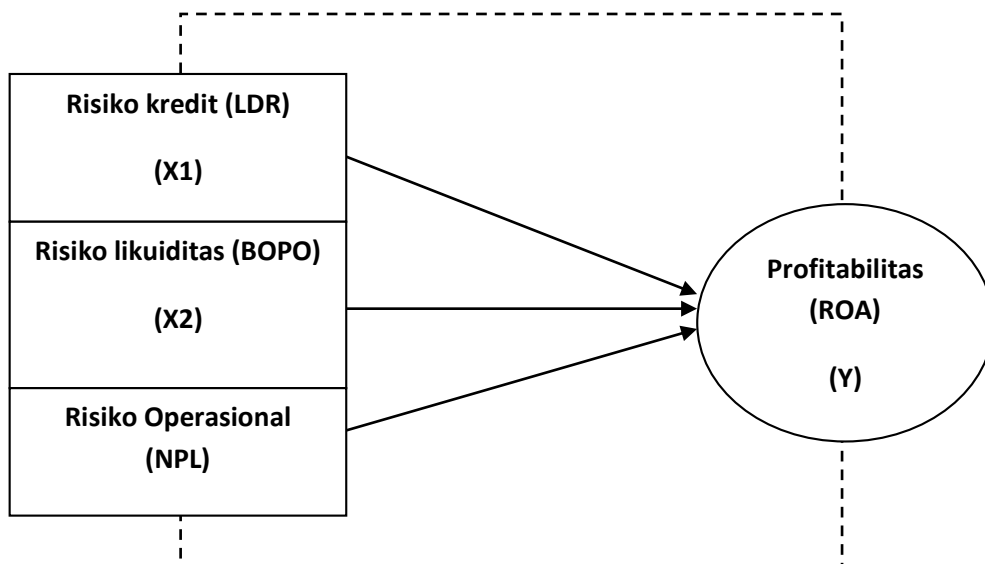 Risiko kredit (LDR)
(X1)
Risiko likuiditas (BOPO)
(X2)
Risiko Operasional
(NPL)
Profitabilitas
(ROA)
(Y)